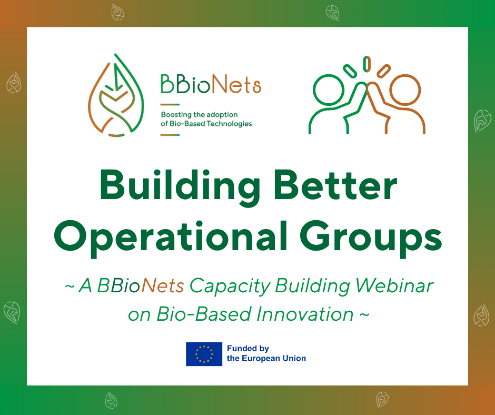 BBioNets
Boosting the adoption
of Bio-Based Technologies
Building Better
Operational Groups
~ A BBioNets Capacity Building Webinar
on Bio-Based Innovation ~
Funded by
the European Union